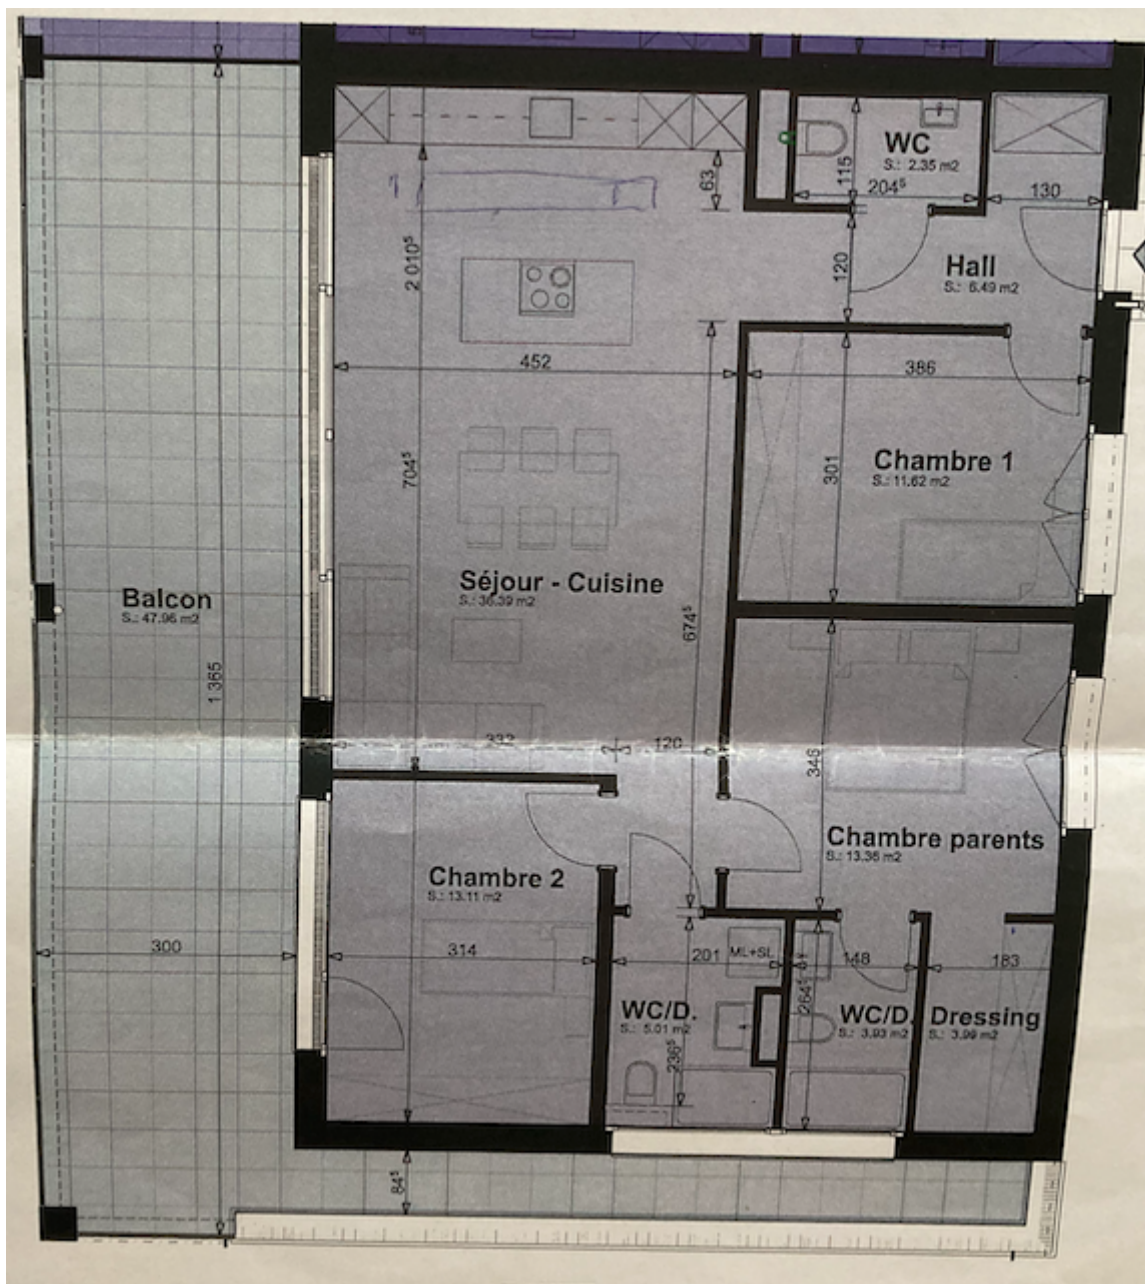 WC
S.: 2.35 m2
115
204⁵
130
63
2 010⁵
120
Hall
S.: 6.49 m2
452
386
Chambre 1
S.: 11.62 m2
301
704⁵
Séjour - Cuisine
S.: 36.39 m2
Balcon
S.: 47.96 m2
674⁵
1 365
332
120
346
Chambre parents
S.: 13.36 m2
Chambre 2
S.: 13.11 m2
300
314
201
ML+SL
148
183
264⁵
WC/D.
S.: 5.01 m2
WC/D.
S.: 3.93 m2
Dressing
S.: 3.99 m2
236⁵
84⁵